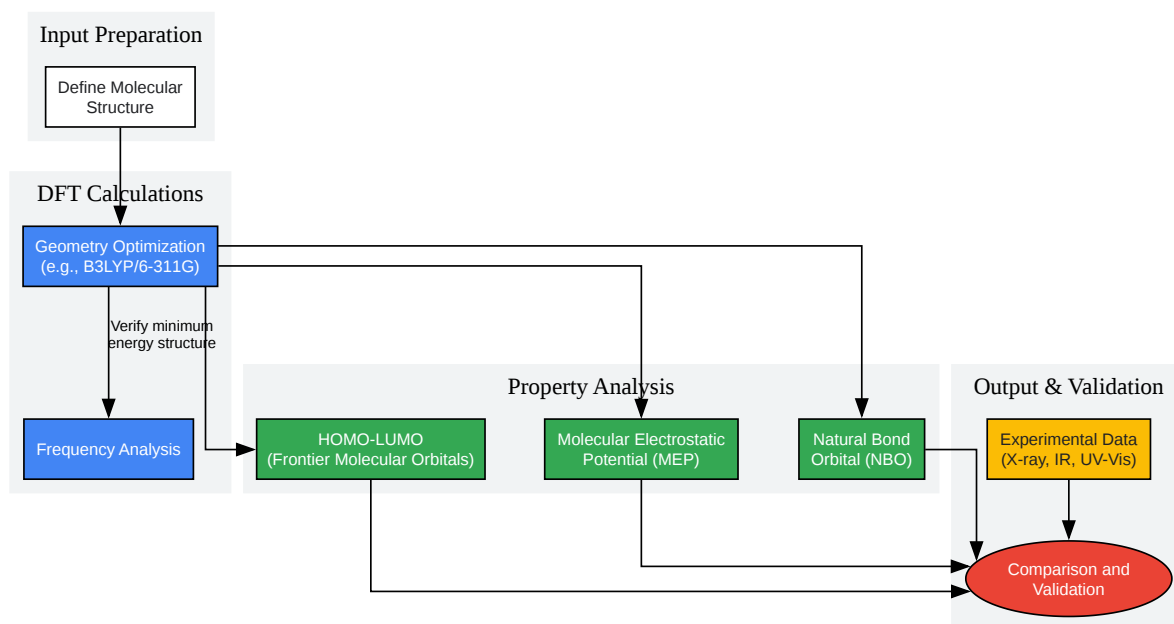 Input Preparation
Define Molecular
Structure
DFT Calculations
Geometry Optimization
(e.g., B3LYP/6-311G)
Verify minimum
energy structure
Frequency Analysis
Property Analysis
HOMO-LUMO
(Frontier Molecular Orbitals)
Molecular Electrostatic
Potential (MEP)
Natural Bond
Orbital (NBO)
Output & Validation
Experimental Data
(X-ray, IR, UV-Vis)
Comparison and
Validation